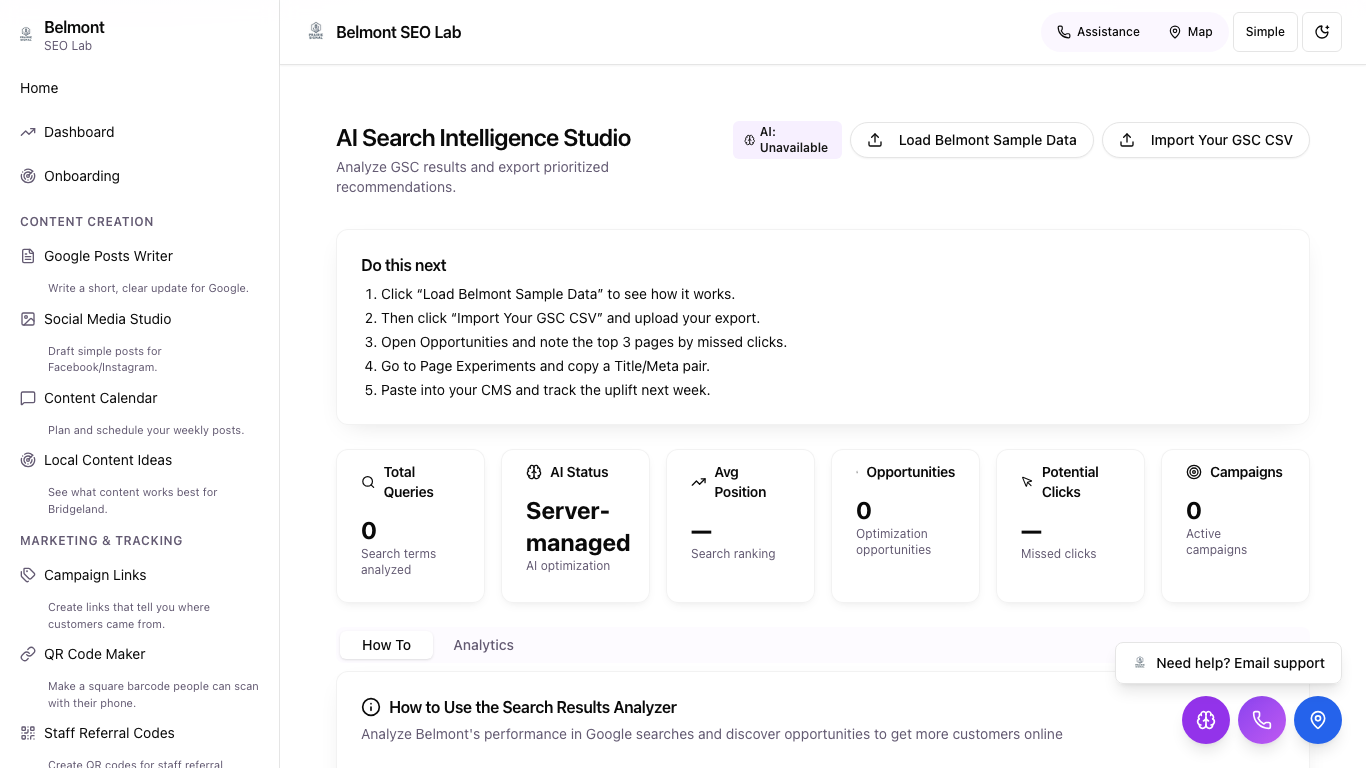 Belmont
SEO Lab
Home
Dashboard
Onboarding
CONTENT CREATION
Google Posts Writer
Write a short, clear update for Google.
Social Media Studio
Draft simple posts for
Facebook/Instagram.
Content Calendar
Plan and schedule your weekly posts.
Local Content Ideas
See what content works best for
Bridgeland.
MARKETING & TRACKING
Campaign Links
Create links that tell you where
customers came from.
QR Code Maker
Make a square barcode people can scan
with their phone.
Staff Referral Codes
Create QR codes for staff referral
Belmont SEO Lab
Assistance
Map
Simple
AI Search Intelligence Studio
Analyze GSC results and export prioritized
recommendations.
AI:
Unavailable
Load Belmont Sample Data
Import Your GSC CSV
Do this next
1. Click “Load Belmont Sample Data” to see how it works.
2. Then click “Import Your GSC CSV” and upload your export.
3. Open Opportunities and note the top 3 pages by missed clicks.
4. Go to Page Experiments and copy a Title/Meta pair.
5. Paste into your CMS and track the uplift next week.
Total
Queries
0
Search terms
analyzed
AI Status
Server-
managed
AI optimization
Avg
Position
—
Search ranking
Opportunities
0
Optimization
opportunities
Potential
Clicks
—
Missed clicks
Campaigns
0
Active
campaigns
How To
Analytics
Need help? Email support
How to Use the Search Results Analyzer
Analyze Belmont's performance in Google searches and discover opportunities to get more customers online